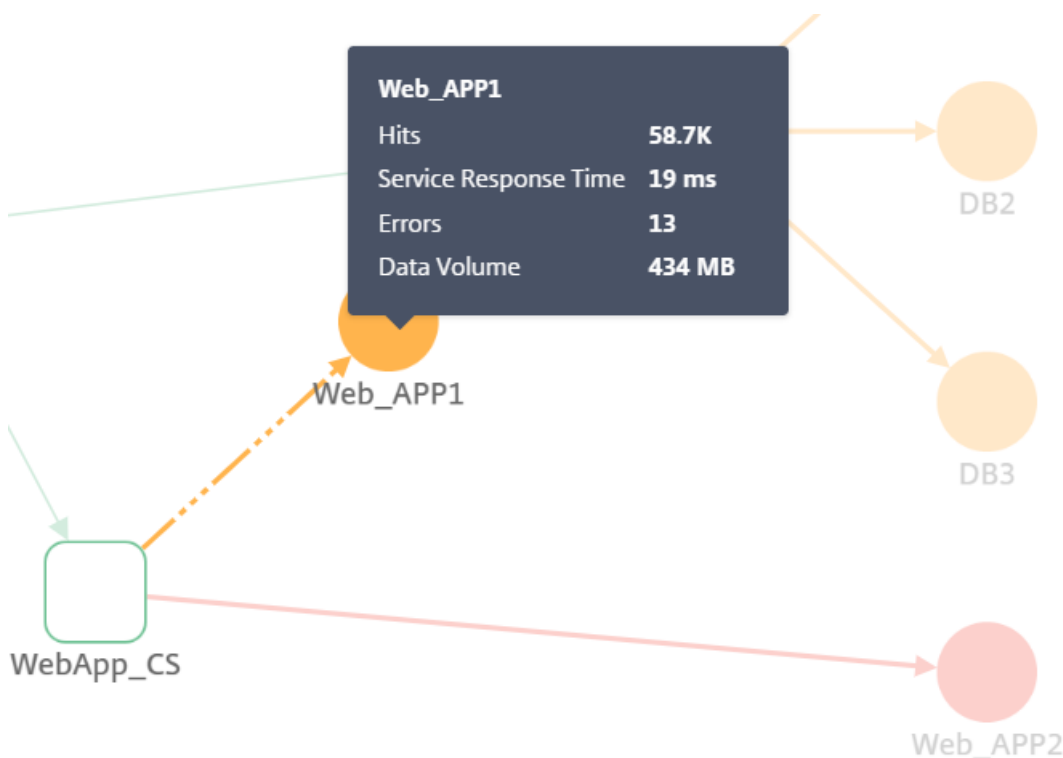 Web_APP1
Hits 58.7K
Service Response Time 19 ms
Errors 13
Data Volume 434 MB
DB2
Web_APP1
DB3
WebApp_CS
Web_APP2